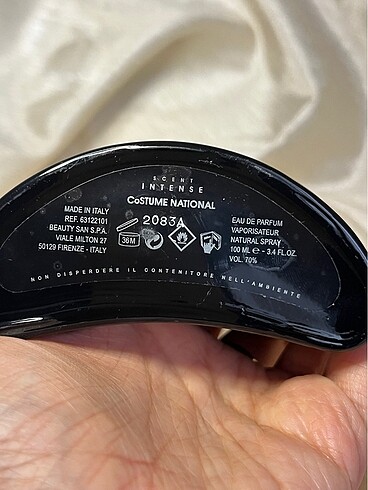 SCENT
INTENSE
CoSTUME NATIONAL
2083A
MADE IN ITALY
REF. 63122101
BEAUTY SAN S.P.A.
VIALE MILTON 27
50129 FIRENZE - ITALY
36M
EAU DE PARFUM
VAPORISATEUR
NATURAL SPRAY
100 ML ℮ - 3.4 FL.OZ.
VOL. 70%
NON DISPERDERE IL CONTENITORE NELL'AMBIENTE